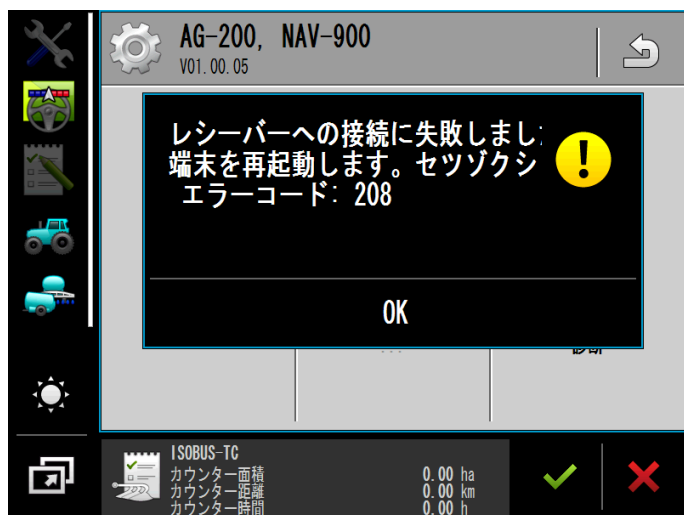 AG-200, NAV-900
V01.00.05
レシーバーへの接続に失敗しまし
端末を再起動します。セツゾクシ
エラーコード: 208
OK
ISOBUS-TC
カウンター面積 0.00 ha
カウンター距離 0.00 km
カウンター時間 0.00 h